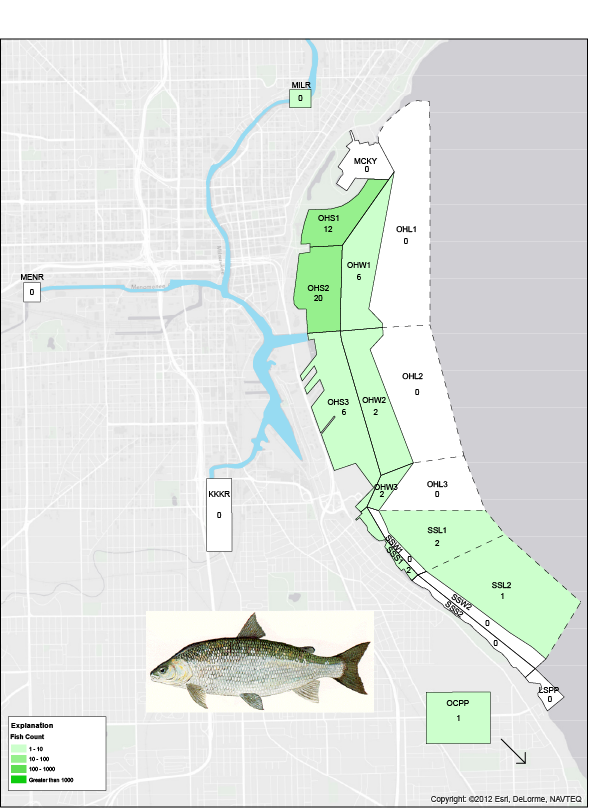 MILR
0
MCKY
0
OHS1
12
OHL1
0
OHW1
6
MENR
0
OHS2
20
OHL2
0
OHS3
6
OHW2
2
OHW3
2
OHL3
0
KKKR
0
SSL1
2
SSW1
0
SSS1
2
SSL2
1
SSW2
0
SSS2
0
LSPP
0
OCPP
1
Explanation
Fish Count
1 - 10
10 - 100
100 - 1000
Greater than 1000
Copyright: ©2012 Esri, DeLorme, NAVTEQ